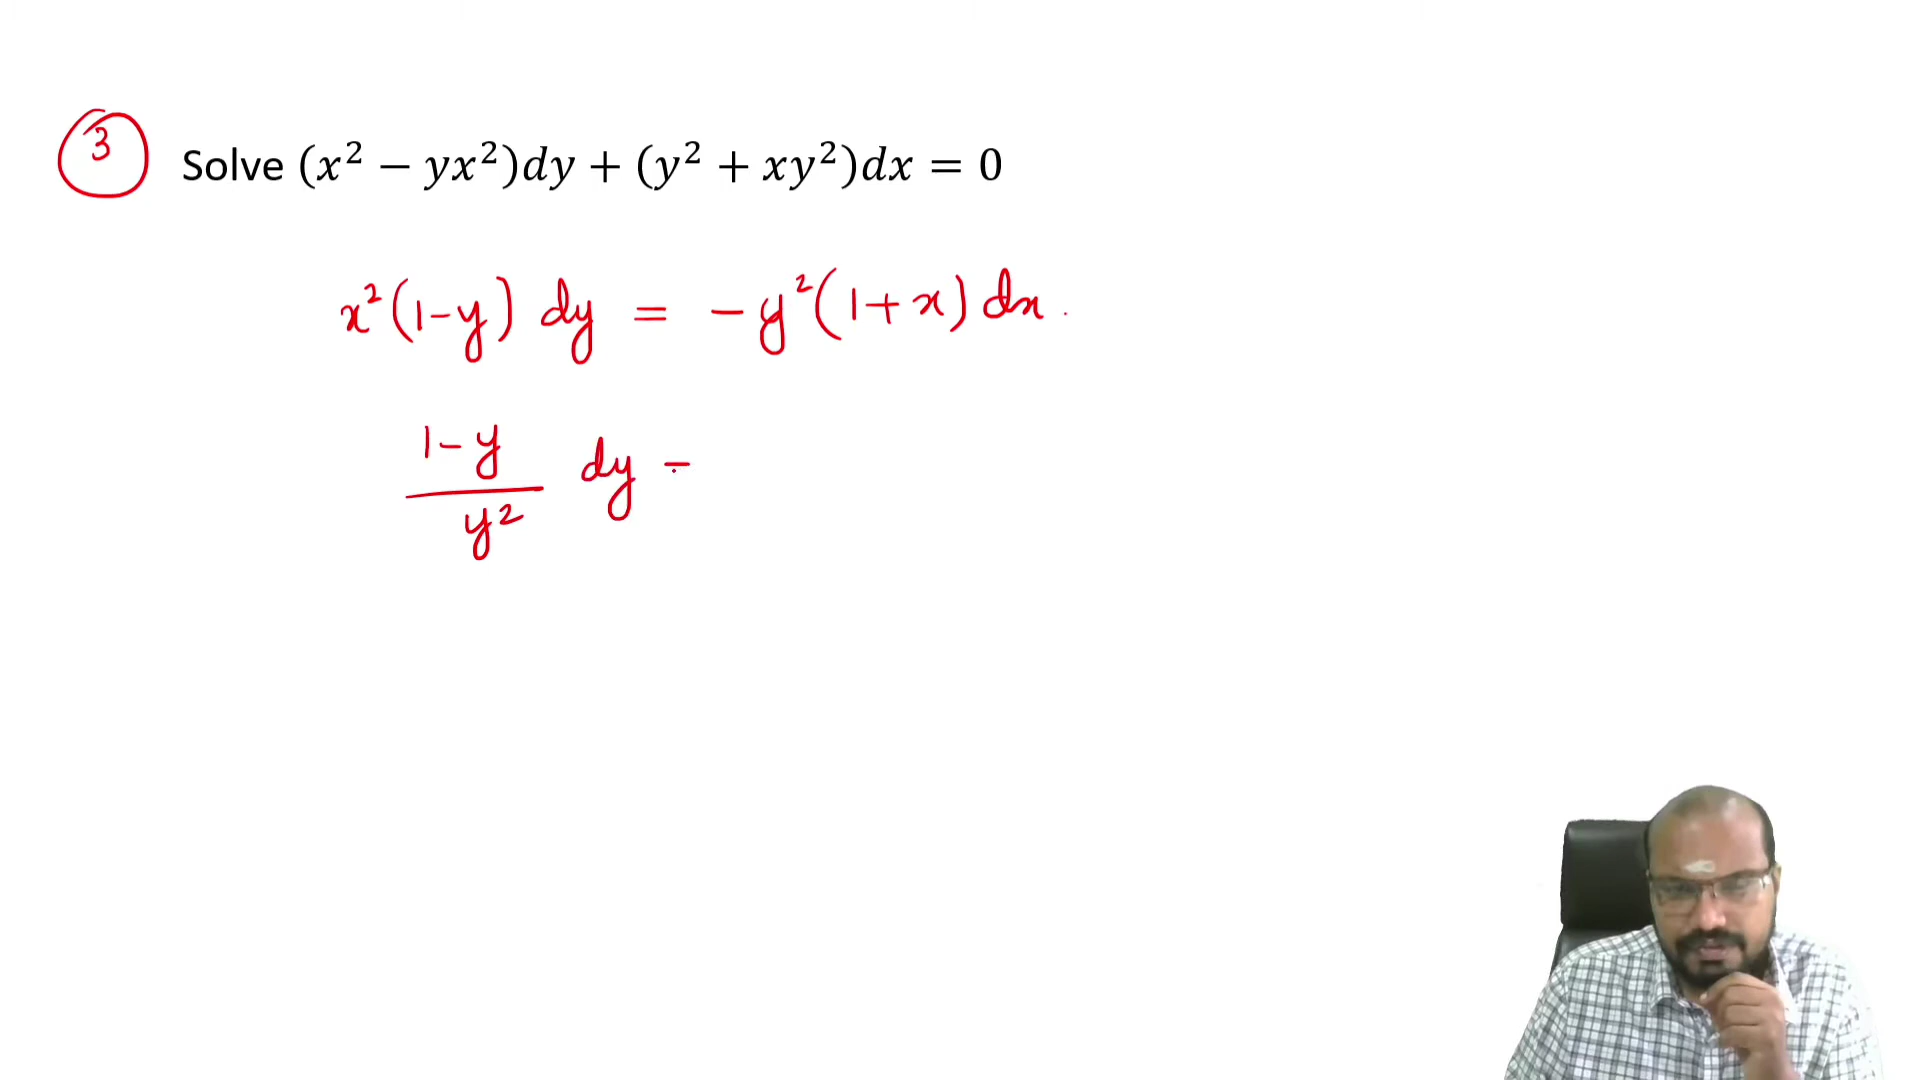 3 Solve (x² − yx²)dy + (y² + xy²)dx = 0
x²(1-y) dy = -y²(1+x) dx.
(1-y)/y² dy -